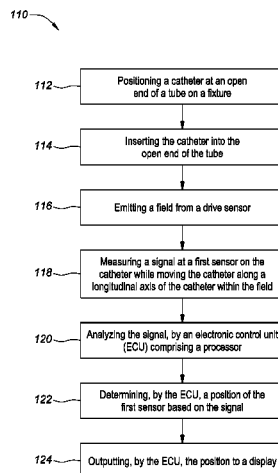 110
112
Positioning a catheter at an open
end of a tube on a fixture
114
Inserting the catheter into the
open end of the tube
116
Emitting a field from a drive sensor
118
Measuring a signal at a first sensor on the
catheter while moving the catheter along a
longitudinal axis of the catheter within the field
120
Analyzing the signal, by an electronic control unit
(ECU) comprising a processor
122
Determining, by the ECU, a position of the
first sensor based on the signal
124
Outputting, by the ECU, the position to a display